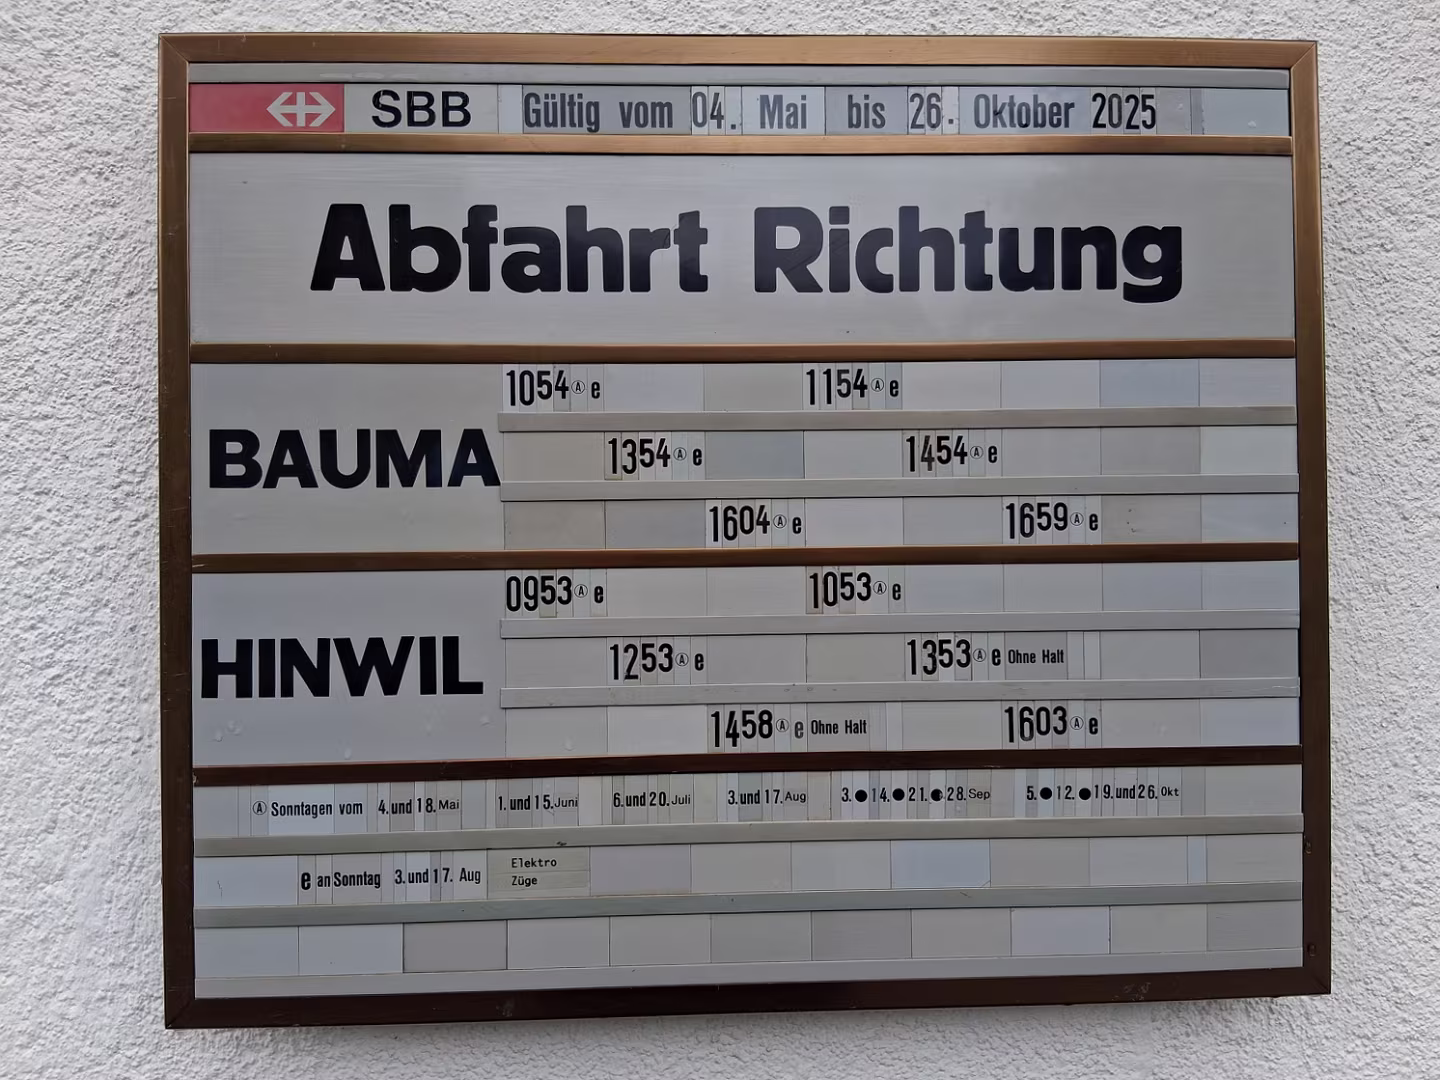 SBB Gültig vom 04. Mai bis 26. Oktober 2025
Abfahrt Richtung
BAUMA
1054 Ⓐ e 1154 Ⓐ e
1354 Ⓐ e 1454 Ⓐ e
1604 Ⓐ e 1659 Ⓐ e
HINWIL
0953 Ⓐ e 1053 Ⓐ e
1253 Ⓐ e 1353 Ⓐ e Ohne Halt
1458 Ⓐ e Ohne Halt 1603 Ⓐ e
Ⓐ Sonntagen vom 4. und 18. Mai 1. und 15. Juni 6. und 20. Juli 3. und 17. Aug 3. ● 14. ● 21. ● 28. Sep 5. ● 12. ● 19. und 26. Okt
e an Sonntag 3. und 17. Aug Elektro
Züge